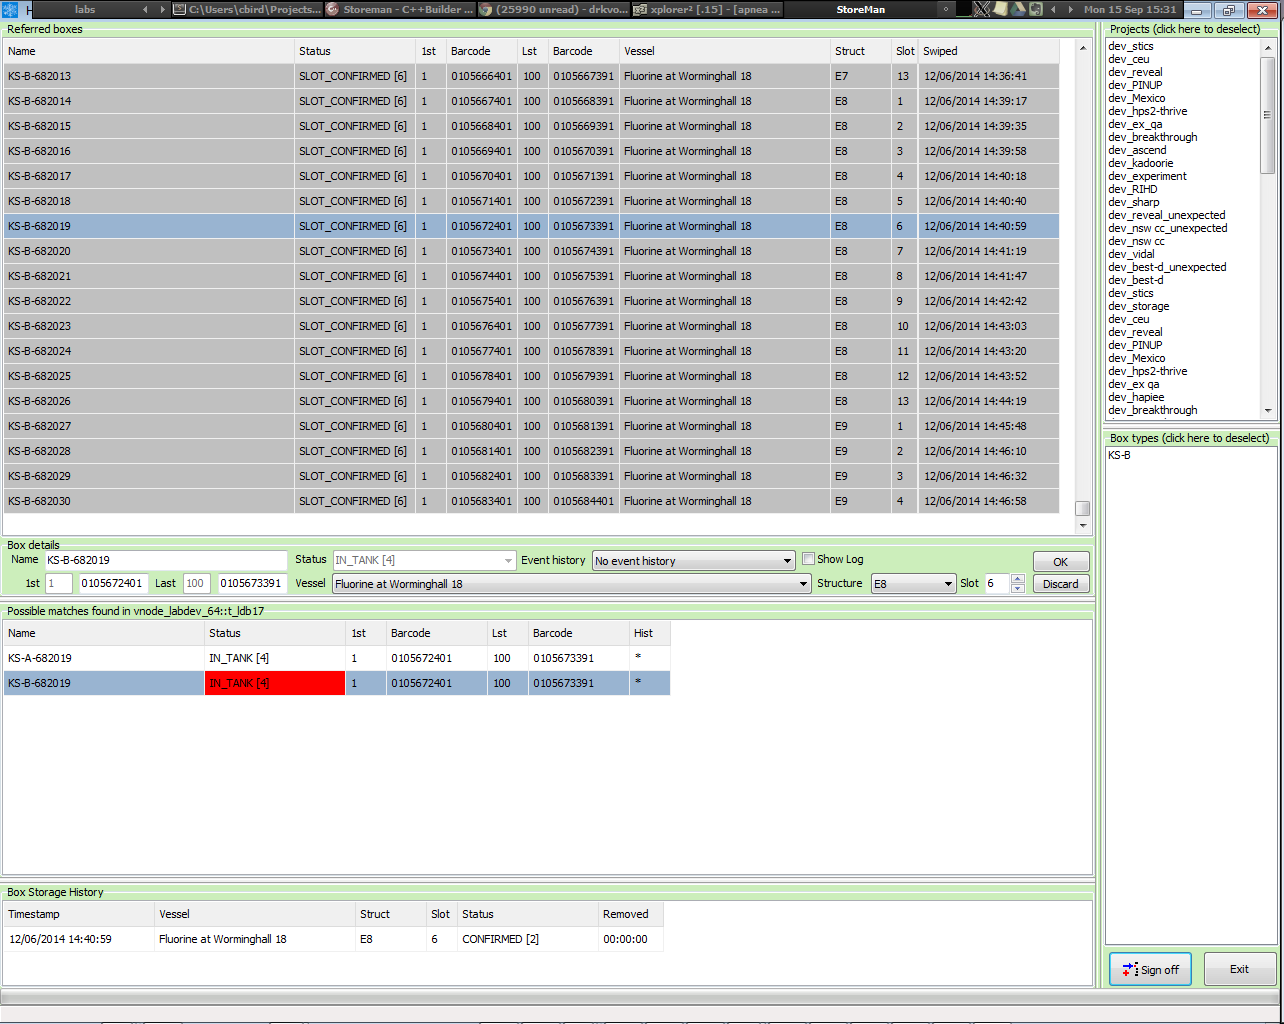 H labs C:\Users\cbird\Projects... Storeman - C++Builder ... (25990 unread) - drkvo... xplorer² [.15] - [apnea ... StoreMan Mon 15 Sep 15:31
Referred boxes
Name Status 1st Barcode Lst Barcode Vessel Struct Slot Swiped
KS-B-682013 SLOT_CONFIRMED [6] 1 0105666401 100 0105667391 Fluorine at Worminghall 18 E7 13 12/06/2014 14:36:41
KS-B-682014 SLOT_CONFIRMED [6] 1 0105667401 100 0105668391 Fluorine at Worminghall 18 E8 1 12/06/2014 14:39:17
KS-B-682015 SLOT_CONFIRMED [6] 1 0105668401 100 0105669391 Fluorine at Worminghall 18 E8 2 12/06/2014 14:39:35
KS-B-682016 SLOT_CONFIRMED [6] 1 0105669401 100 0105670391 Fluorine at Worminghall 18 E8 3 12/06/2014 14:39:58
KS-B-682017 SLOT_CONFIRMED [6] 1 0105670401 100 0105671391 Fluorine at Worminghall 18 E8 4 12/06/2014 14:40:18
KS-B-682018 SLOT_CONFIRMED [6] 1 0105671401 100 0105672391 Fluorine at Worminghall 18 E8 5 12/06/2014 14:40:40
KS-B-682019 SLOT_CONFIRMED [6] 1 0105672401 100 0105673391 Fluorine at Worminghall 18 E8 6 12/06/2014 14:40:59
KS-B-682020 SLOT_CONFIRMED [6] 1 0105673401 100 0105674391 Fluorine at Worminghall 18 E8 7 12/06/2014 14:41:19
KS-B-682021 SLOT_CONFIRMED [6] 1 0105674401 100 0105675391 Fluorine at Worminghall 18 E8 8 12/06/2014 14:41:47
KS-B-682022 SLOT_CONFIRMED [6] 1 0105675401 100 0105676391 Fluorine at Worminghall 18 E8 9 12/06/2014 14:42:42
KS-B-682023 SLOT_CONFIRMED [6] 1 0105676401 100 0105677391 Fluorine at Worminghall 18 E8 10 12/06/2014 14:43:03
KS-B-682024 SLOT_CONFIRMED [6] 1 0105677401 100 0105678391 Fluorine at Worminghall 18 E8 11 12/06/2014 14:43:20
KS-B-682025 SLOT_CONFIRMED [6] 1 0105678401 100 0105679391 Fluorine at Worminghall 18 E8 12 12/06/2014 14:43:52
KS-B-682026 SLOT_CONFIRMED [6] 1 0105679401 100 0105680391 Fluorine at Worminghall 18 E8 13 12/06/2014 14:44:19
KS-B-682027 SLOT_CONFIRMED [6] 1 0105680401 100 0105681391 Fluorine at Worminghall 18 E9 1 12/06/2014 14:45:48
KS-B-682028 SLOT_CONFIRMED [6] 1 0105681401 100 0105682391 Fluorine at Worminghall 18 E9 2 12/06/2014 14:46:10
KS-B-682029 SLOT_CONFIRMED [6] 1 0105682401 100 0105683391 Fluorine at Worminghall 18 E9 3 12/06/2014 14:46:32
KS-B-682030 SLOT_CONFIRMED [6] 1 0105683401 100 0105684401 Fluorine at Worminghall 18 E9 4 12/06/2014 14:46:58
Box details
Name KS-B-682019 Status IN_TANK [4] Event history No event history Show Log OK
1st 1 0105672401 Last 100 0105673391 Vessel Fluorine at Worminghall 18 Structure E8 Slot 6 Discard
Possible matches found in vnode_labdev_64::t_ldb17
Name Status 1st Barcode Lst Barcode Hist
KS-A-682019 IN_TANK [4] 1 0105672401 100 0105673391 *
KS-B-682019 IN_TANK [4] 1 0105672401 100 0105673391 *
Box Storage History
Timestamp Vessel Struct Slot Status Removed
12/06/2014 14:40:59 Fluorine at Worminghall 18 E8 6 CONFIRMED [2] 00:00:00
Projects (click here to deselect)
dev_stics
dev_ceu
dev_reveal
dev_PINUP
dev_Mexico
dev_hps2-thrive
dev_ex_qa
dev_breakthrough
dev_ascend
dev_kadoorie
dev_experiment
dev_RIHD
dev_sharp
dev_reveal_unexpected
dev_nsw cc_unexpected
dev_nsw cc
dev_vidal
dev_best-d_unexpected
dev_best-d
dev_stics
dev_storage
dev_ceu
dev_reveal
dev_PINUP
dev_Mexico
dev_hps2-thrive
dev_ex qa
dev_hapiee
dev_breakthrough
Box types (click here to deselect)
KS-B
Sign off Exit